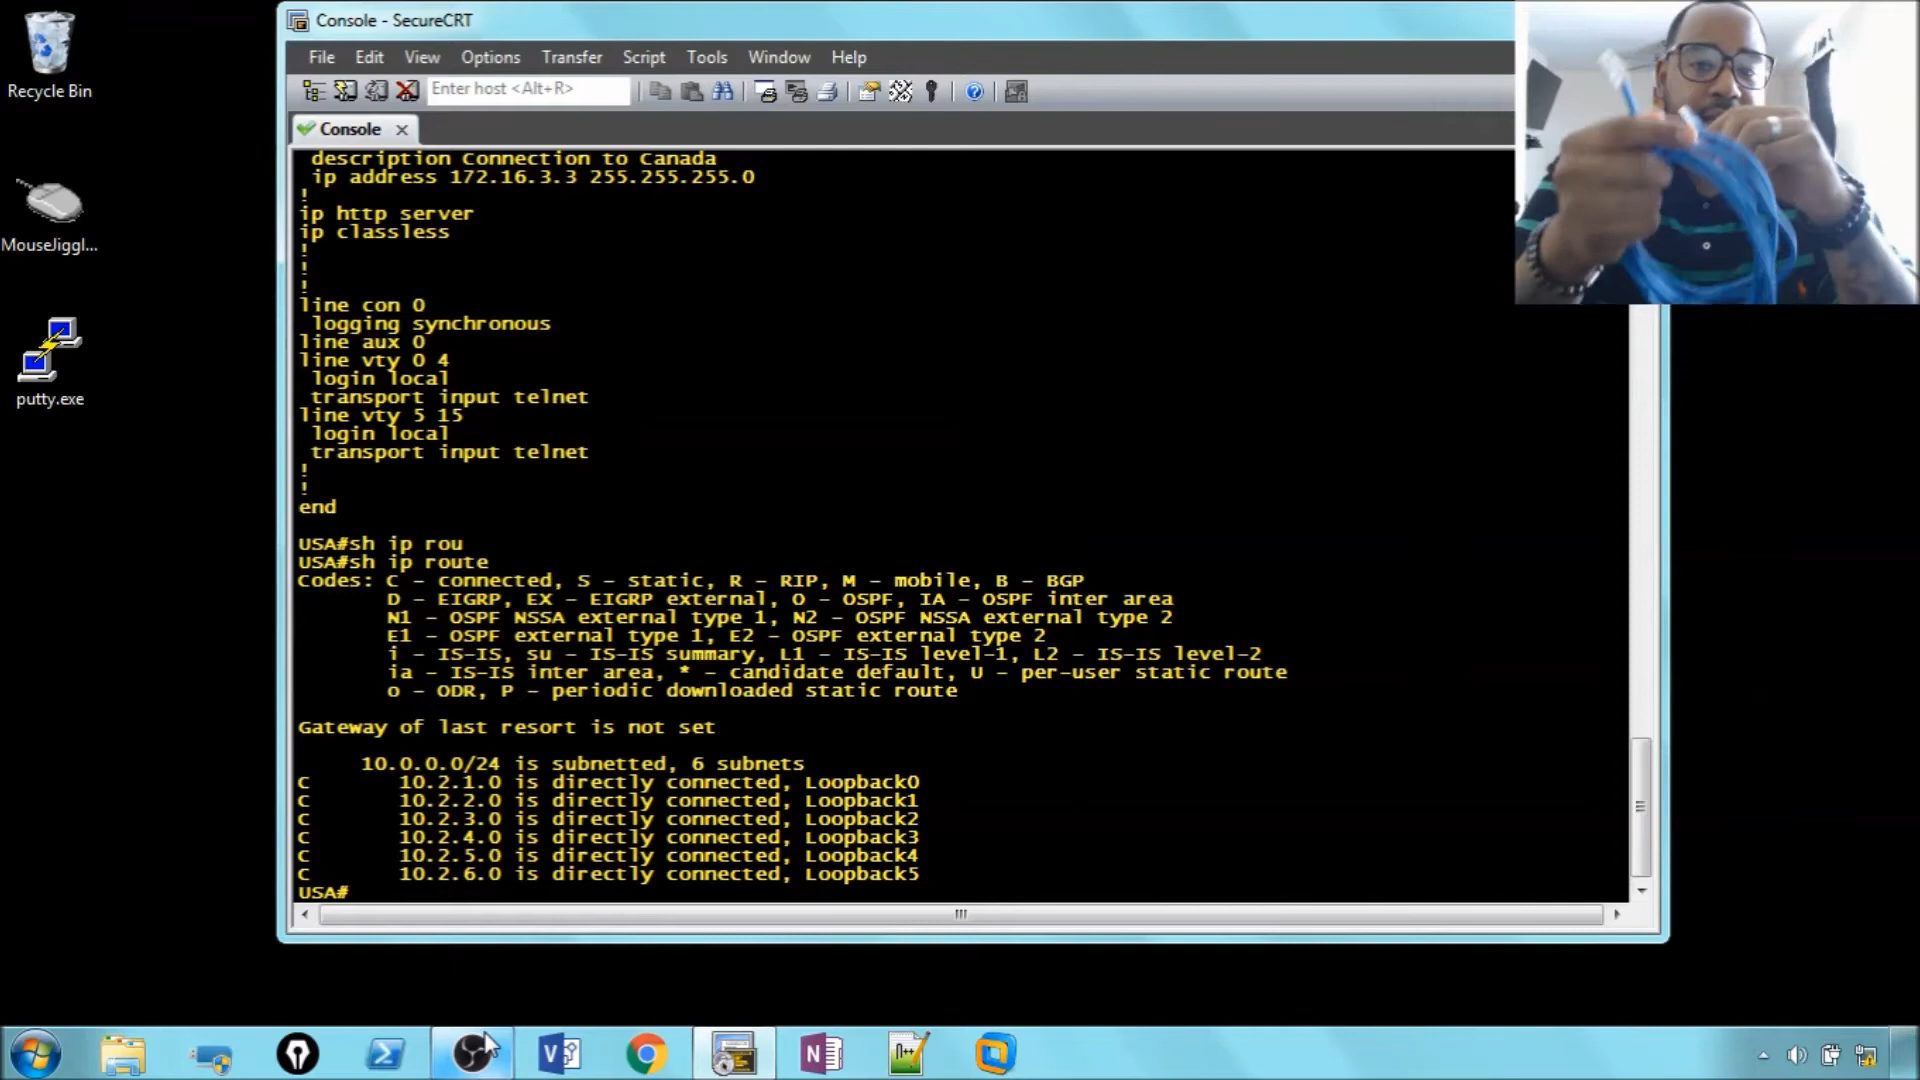 Console - SecureCRT
File Edit View Options Transfer Script Tools Window Help
Enter host <Alt+R>
Console
Recycle Bin
MouseJiggl...
putty.exe
description Connection to Canada
ip address 172.16.3.3 255.255.255.0
!
ip http server
ip classless
!
!
!
line con 0
logging synchronous
line aux 0
line vty 0 4
login local
transport input telnet
line vty 5 15
login local
transport input telnet
!
!
end
USA#sh ip rou
USA#sh ip route
Codes: C - connected, S - static, R - RIP, M - mobile, B - BGP
D - EIGRP, EX - EIGRP external, O - OSPF, IA - OSPF inter area
N1 - OSPF NSSA external type 1, N2 - OSPF NSSA external type 2
E1 - OSPF external type 1, E2 - OSPF external type 2
i - IS-IS, su - IS-IS summary, L1 - IS-IS level-1, L2 - IS-IS level-2
ia - IS-IS inter area, * - candidate default, U - per-user static route
o - ODR, P - periodic downloaded static route
Gateway of last resort is not set
10.0.0.0/24 is subnetted, 6 subnets
C 10.2.1.0 is directly connected, Loopback0
C 10.2.2.0 is directly connected, Loopback1
C 10.2.3.0 is directly connected, Loopback2
C 10.2.4.0 is directly connected, Loopback3
C 10.2.5.0 is directly connected, Loopback4
C 10.2.6.0 is directly connected, Loopback5
USA#